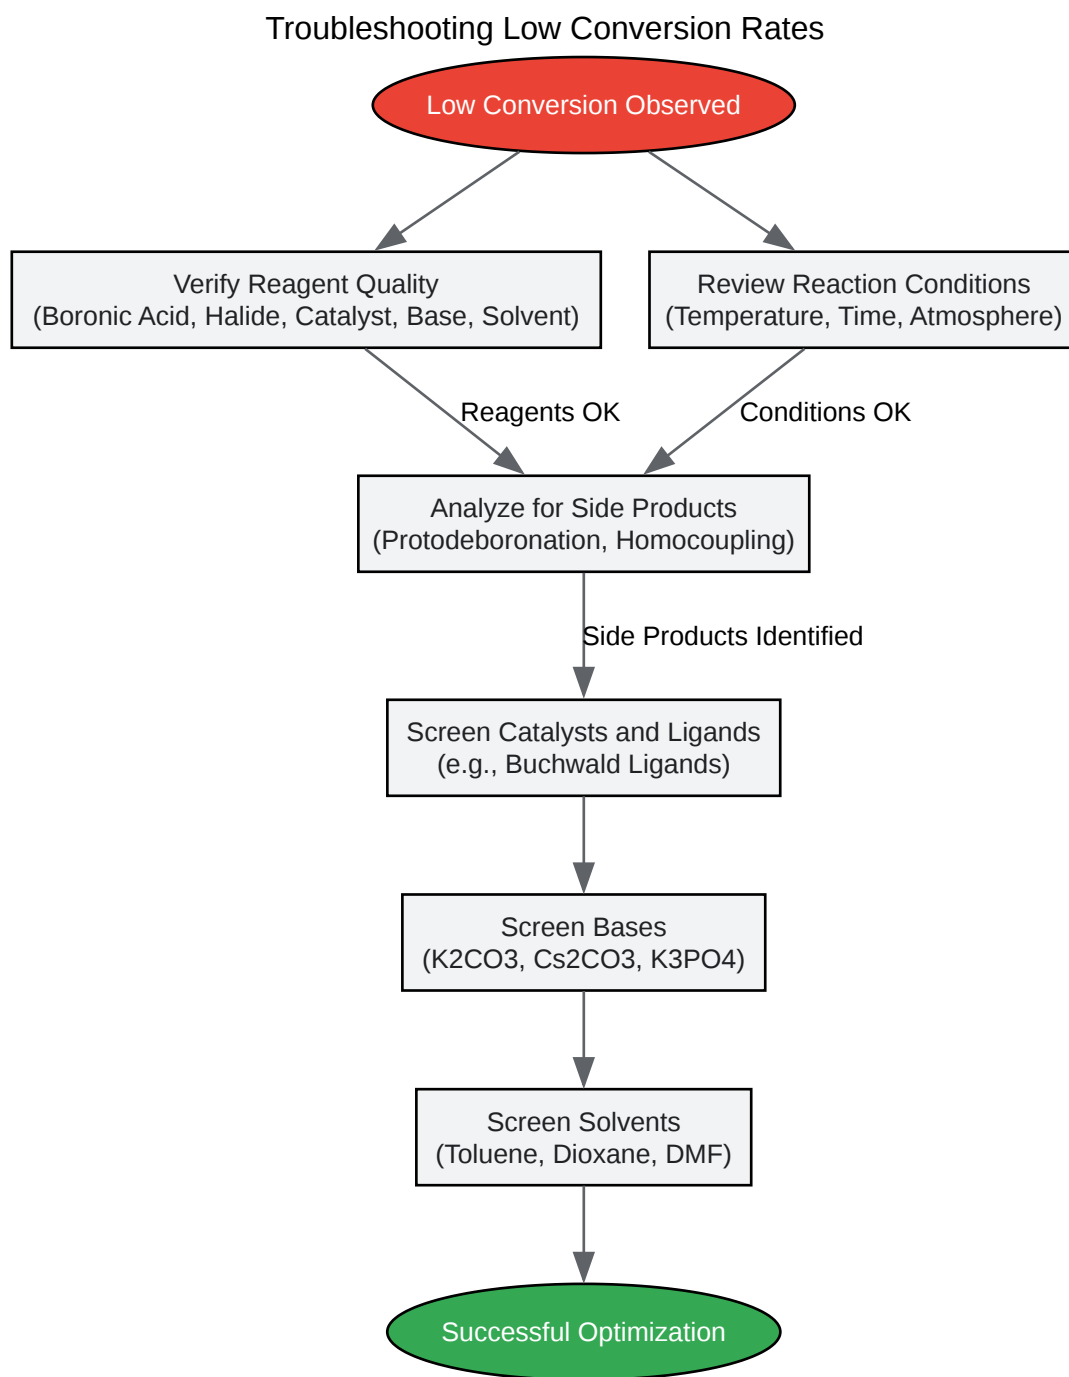 Troubleshooting Low Conversion Rates
Low Conversion Observed
Verify Reagent Quality
(Boronic Acid, Halide, Catalyst, Base, Solvent)
Review Reaction Conditions
(Temperature, Time, Atmosphere)
Reagents OK
Conditions OK
Analyze for Side Products
(Protodeboronation, Homocoupling)
Side Products Identified
Screen Catalysts and Ligands
(e.g., Buchwald Ligands)
Screen Bases
(K2CO3, Cs2CO3, K3PO4)
Screen Solvents
(Toluene, Dioxane, DMF)
Successful Optimization